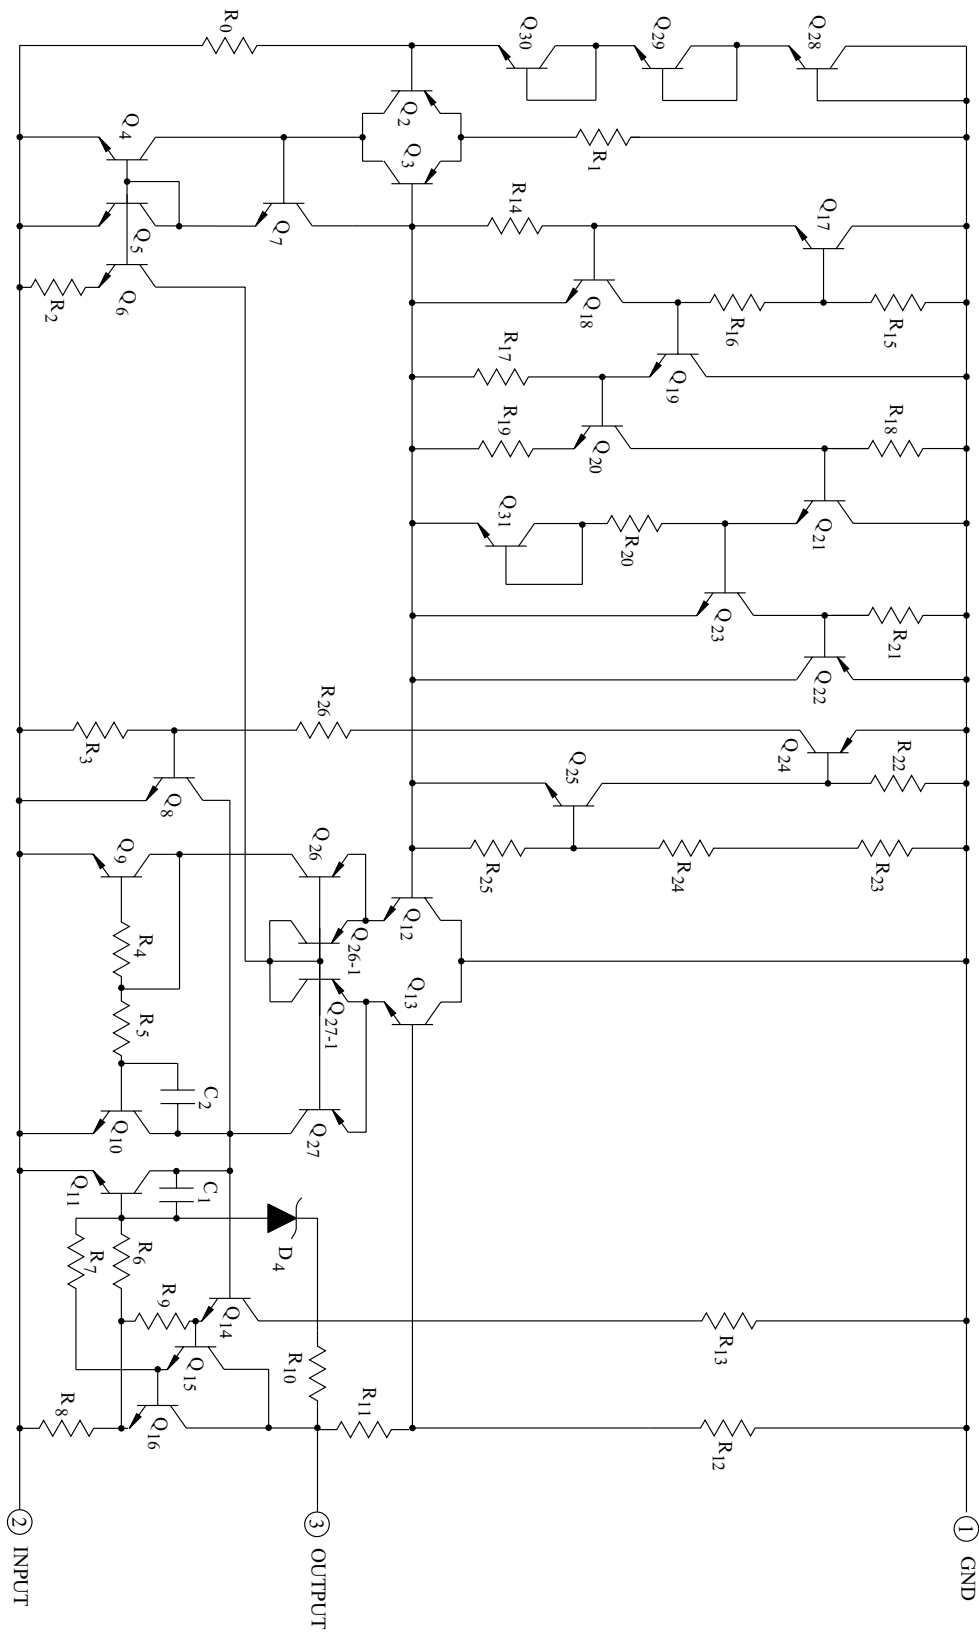 R0
Q30
Q29
Q28
Q2
Q3
R1
Q4
Q5
Q6
R2
Q7
R14
Q17
Q18
R16
R15
R17
Q19
R19
Q20
R18
Q31
R20
Q21
Q23
R21
Q22
R26
R3
Q8
Q24
R22
Q25
R25
R24
R23
Q9
Q26
R4
Q26-1
Q12
Q27-1
Q13
R5
C2
Q10
Q27
Q11
C1
D4
R7
R6
R9
Q14
R13
Q15
R10
R8
Q16
R11
R12
2 INPUT
3 OUTPUT
1 GND